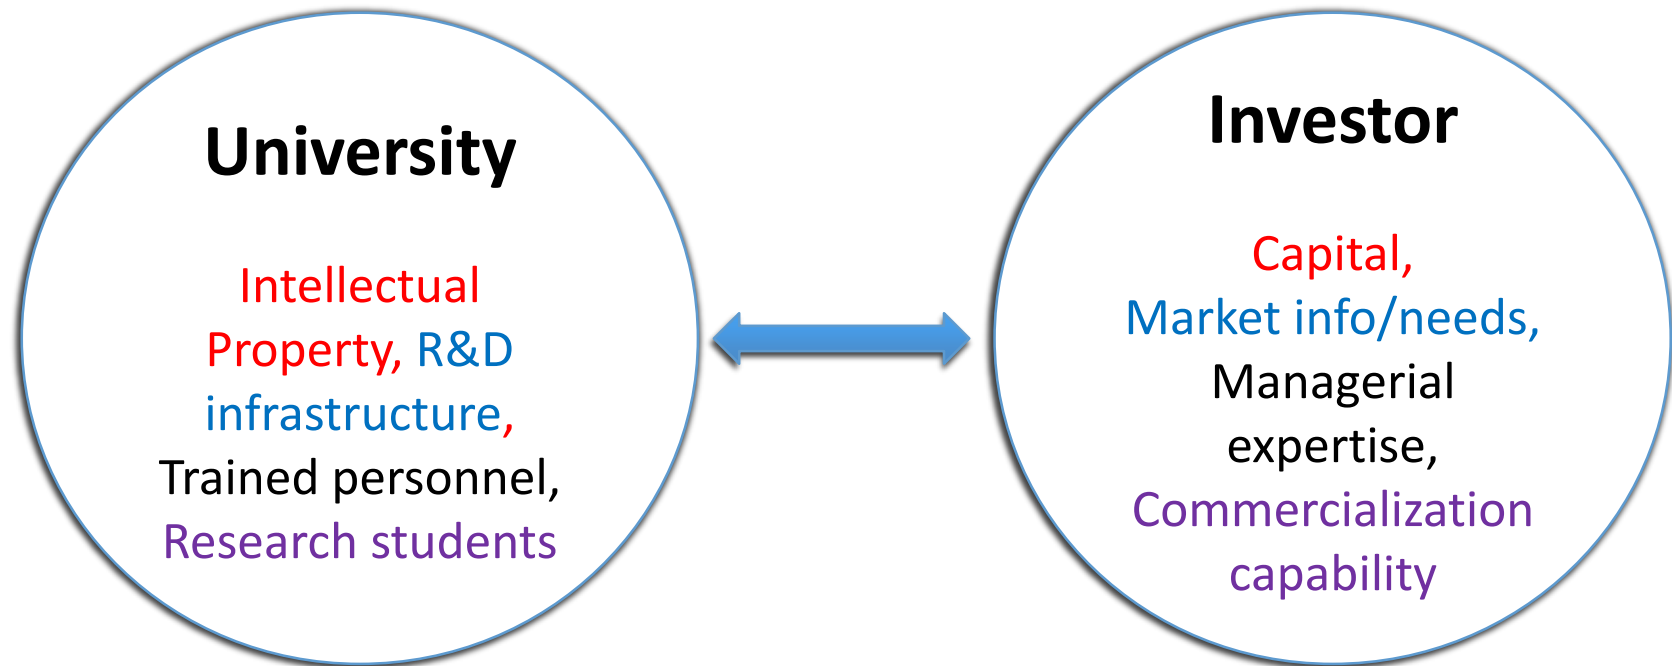 University
Intellectual
Property, R&D
infrastructure,
Trained personnel,
Research students
Investor
Capital,
Market info/needs,
Managerial
expertise,
Commercialization
capability